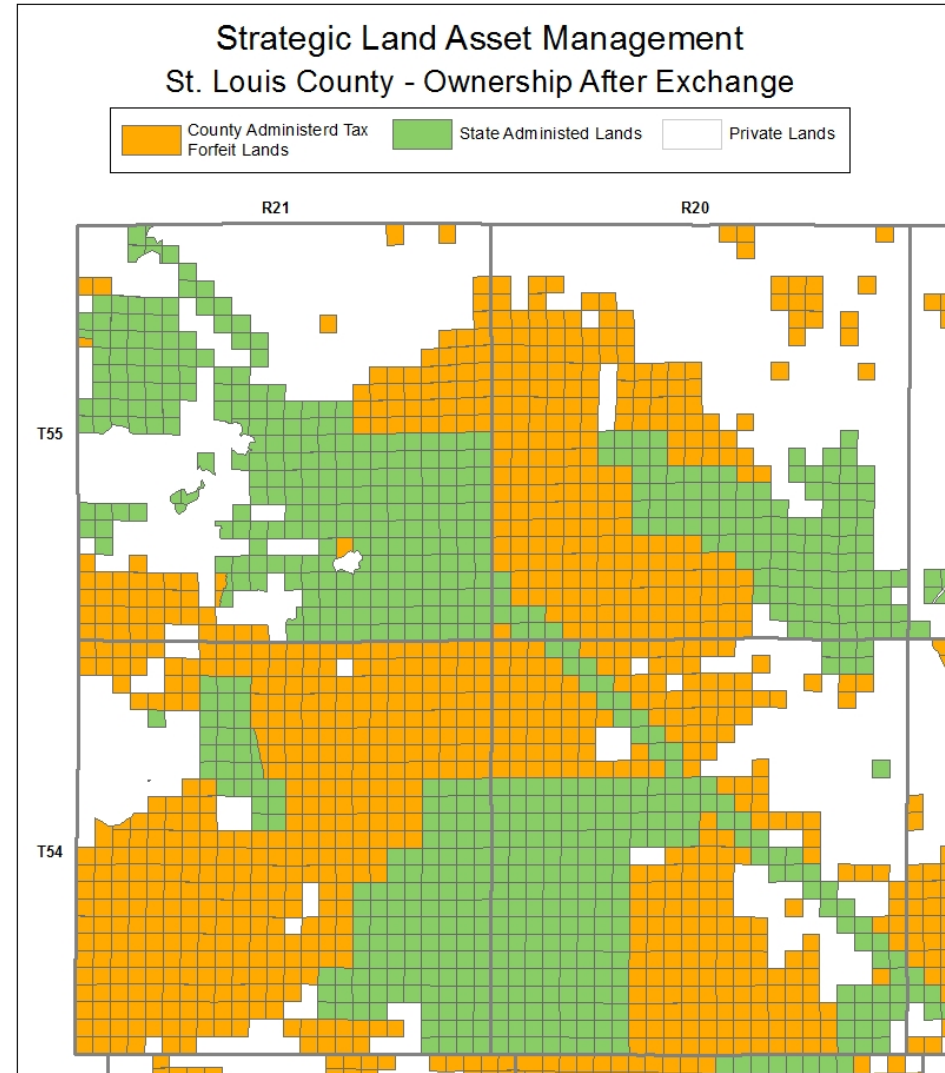 Strategic Land Asset Management
St. Louis County - Ownership After Exchange
County Administerd Tax
Forfeit Lands
State Administed Lands
Private Lands
R21
R20
T55
T54